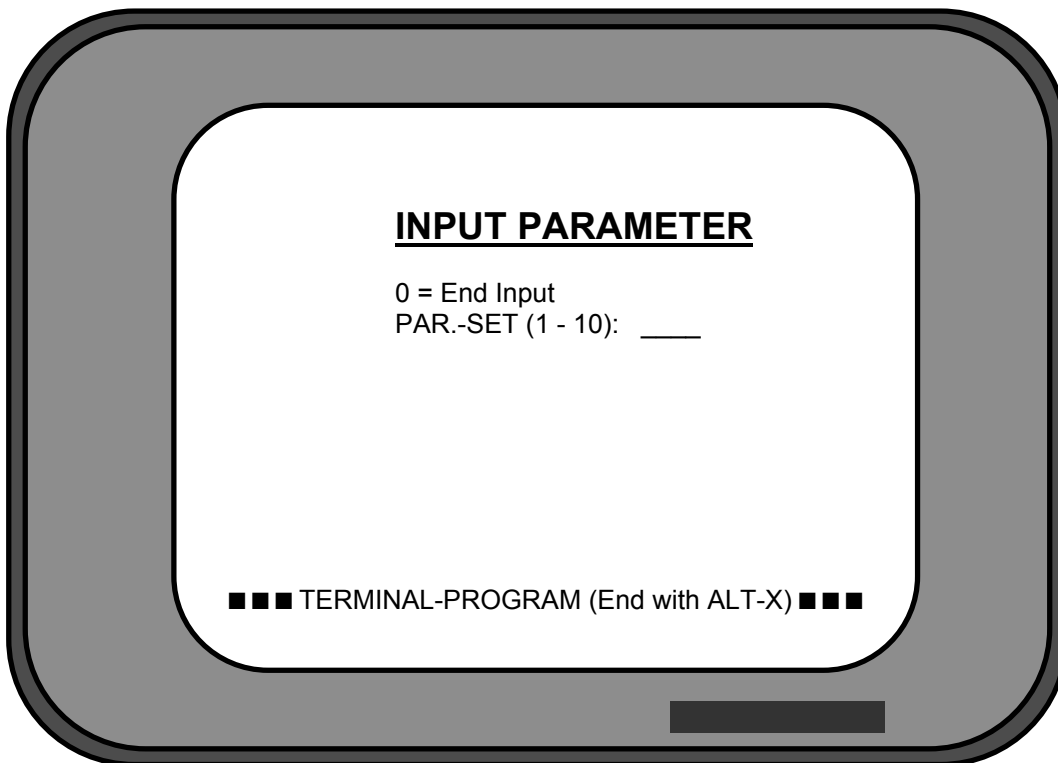 INPUT PARAMETER
0 = End Input
PAR.-SET (1 - 10): ____
■ ■ ■ TERMINAL-PROGRAM (End with ALT-X) ■ ■ ■